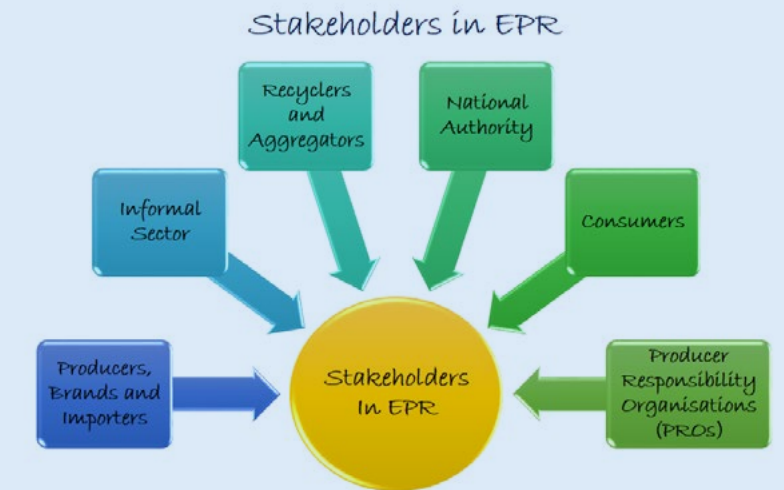 Stakeholders in EPR
Recyclers
and
Aggregators
National
Authority
Informal
Sector
Consumers
Producers,
Brands and
Importers
Stakeholders
In EPR
Producer
Responsibility
Organisations
(PROs)